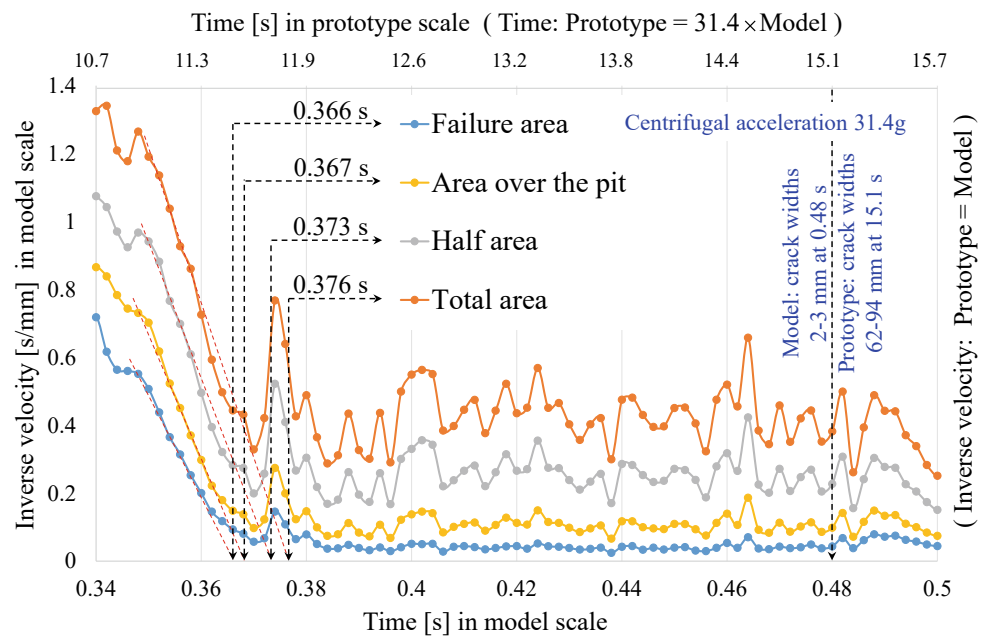 Time [s] in prototype scale ( Time: Prototype = 31.4×Model )
10.7 11.3 11.9 12.6 13.2 13.8 14.4 15.1 15.7
1.4
1.2
1
0.8
0.6
0.4
0.2
0
Inverse velocity [s/mm] in model scale
0.366 s
Failure area
0.367 s
Area over the pit
0.373 s
Half area
0.376 s
Total area
Centrifugal acceleration 31.4g
Model: crack widths
2-3 mm at 0.48 s
Prototype: crack widths
62-94 mm at 15.1 s
( Inverse velocity: Prototype = Model )
0.34 0.36 0.38 0.4 0.42 0.44 0.46 0.48 0.5
Time [s] in model scale